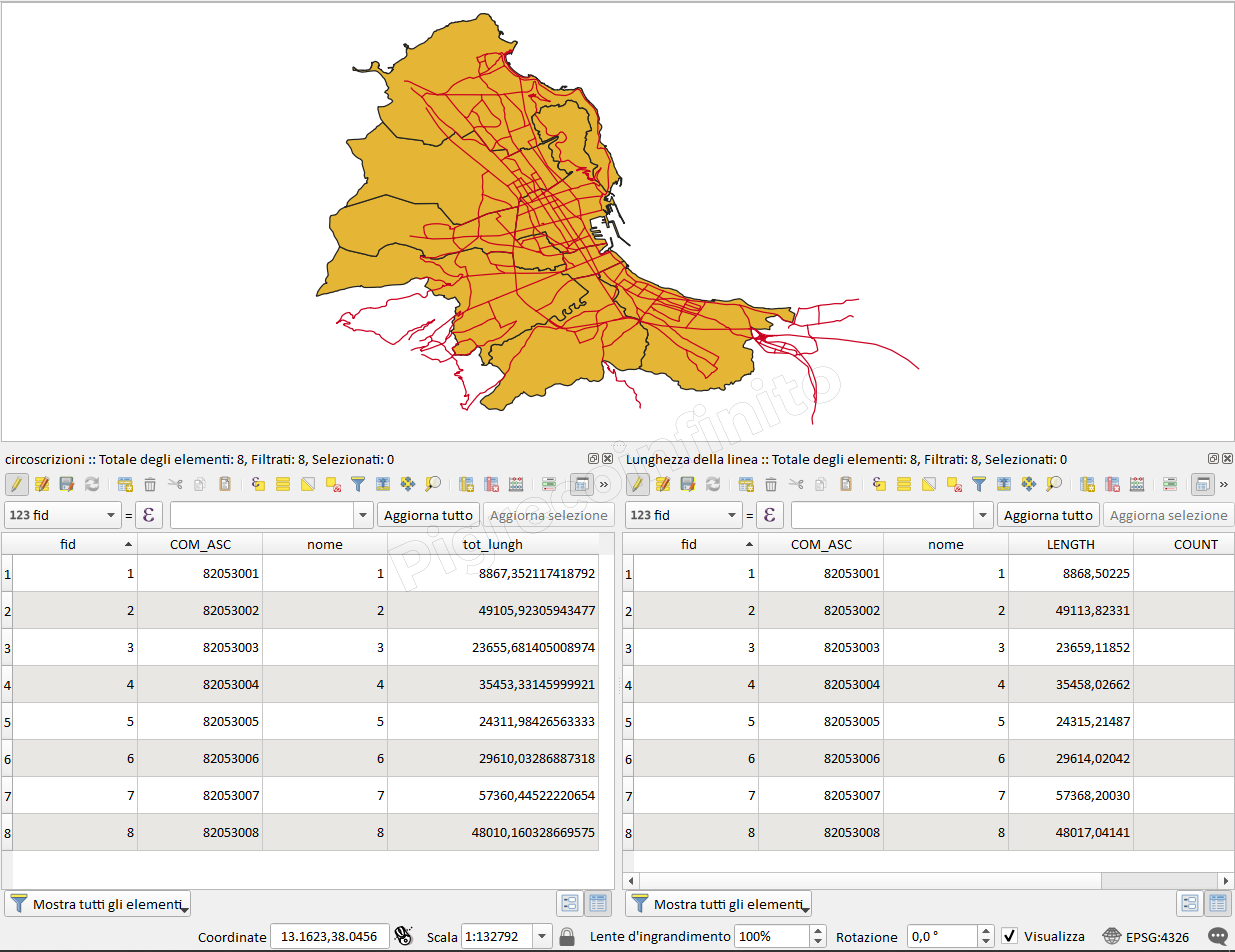 Pigrecoinfinito
circoscrizioni :: Totale degli elementi: 8, Filtrati: 8, Selezionati: 0
123 fid = ε Aggiorna tutto Aggiorna selezione
fid COM_ASC nome tot_lungh
1 1 82053001 1 8867,352117418792
2 2 82053002 2 49105,92305943477
3 3 82053003 3 23655,681405008974
4 4 82053004 4 35453,33145999921
5 5 82053005 5 24311,98426563333
6 6 82053006 6 29610,03286887318
7 7 82053007 7 57360,44522220654
8 8 82053008 8 48010,160328669575
Mostra tutti gli elementi
Lunghezza della linea :: Totale degli elementi: 8, Filtrati: 8, Selezionati: 0
123 fid = ε Aggiorna tutto Aggiorna selezione
fid COM_ASC nome LENGTH COUNT
1 1 82053001 1 8868,50225
2 2 82053002 2 49113,82331
3 3 82053003 3 23659,11852
4 4 82053004 4 35458,02662
5 5 82053005 5 24315,21487
6 6 82053006 6 29614,02042
7 7 82053007 7 57368,20030
8 8 82053008 8 48017,04141
Mostra tutti gli elementi
Coordinate 13.1623,38.0456 Scala 1:132792 Lente d'ingrandimento 100% Rotazione 0,0 ° Visualizza EPSG:4326